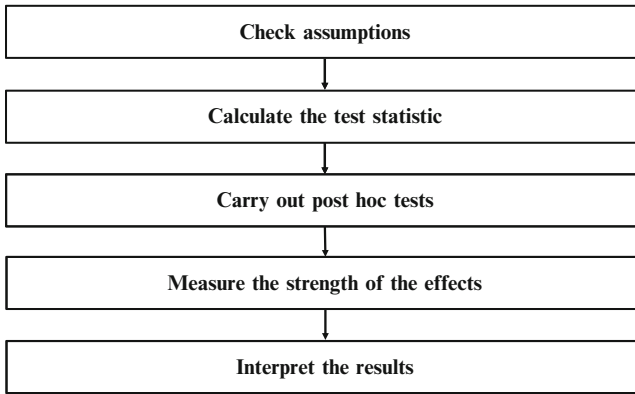 Check assumptions
Calculate the test statistic
Carry out post hoc tests
Measure the strength of the effects
Interpret the results